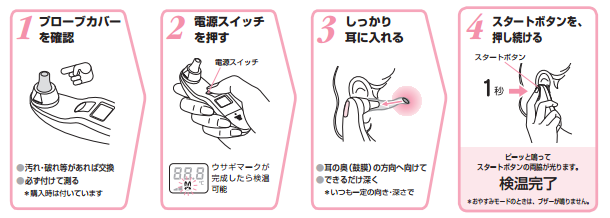 1 プローブカバー
を確認
●汚れ・破れ等があれば交換
●必ず付けて測る
＊購入時は付いています
2 電源スイッチ
を押す
電源スイッチ
ウサギマークが
完成したら検温
可能
3 しっかり
耳に入れる
●耳の奥（鼓膜）の方向へ向けて
●できるだけ深く
＊いつも一定の向き・深さで
4 スタートボタンを、
押し続ける
スタートボタン
1秒
ピーッと鳴って
スタートボタンの両脇が光ります。
検温完了
＊おやすみモードのときは、ブザーが鳴りません。